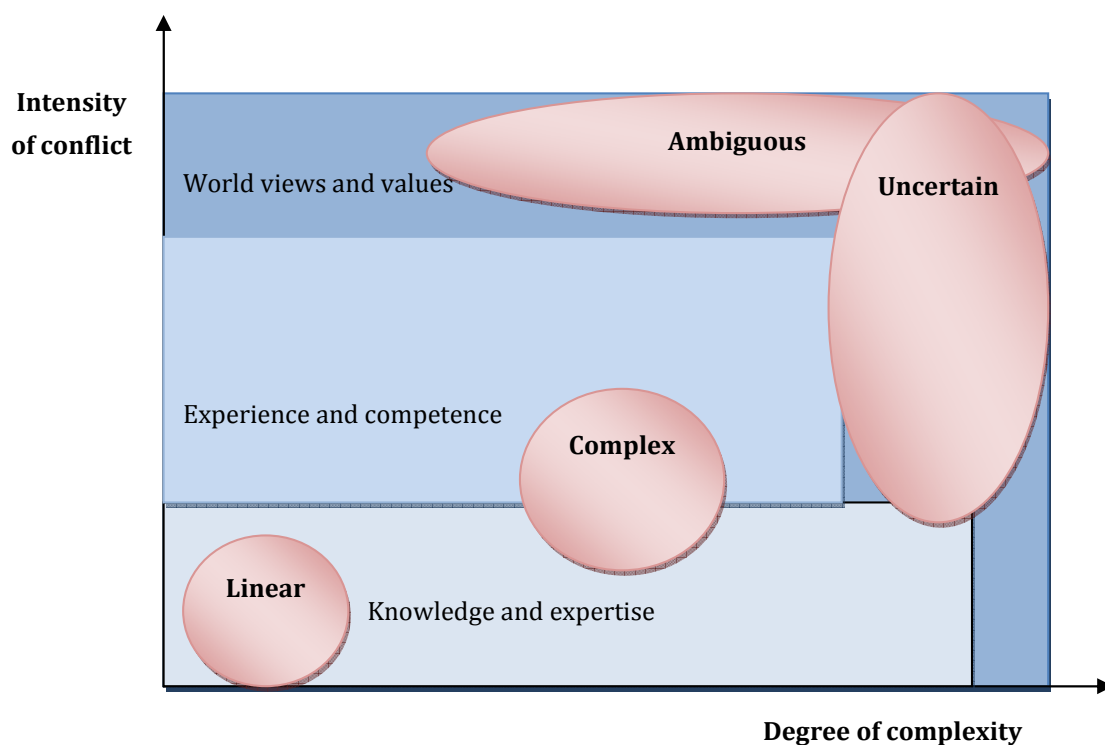 Intensity
of conflict
Ambiguous
World views and values
Uncertain
Experience and competence
Complex
Linear
Knowledge and expertise
Degree of complexity